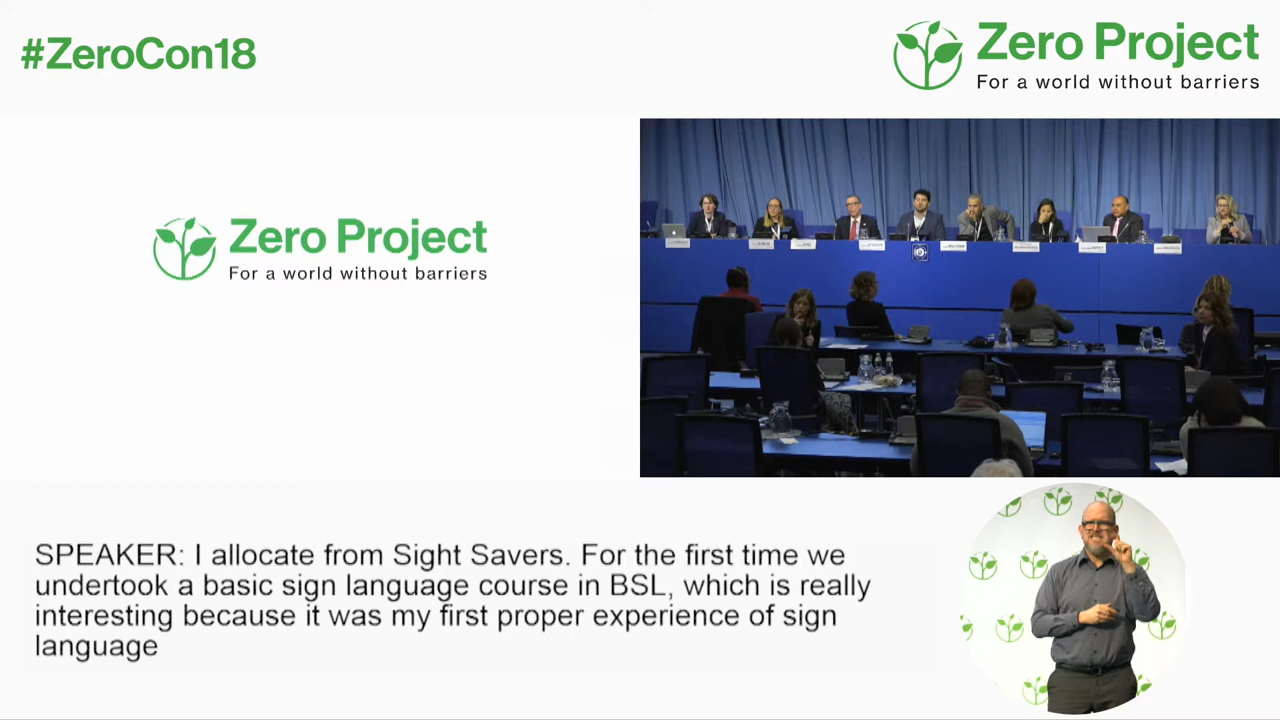 #ZeroCon18
Zero Project
For a world without barriers
Zero Project
For a world without barriers
SPEAKER: I allocate from Sight Savers. For the first time we
undertook a basic sign language course in BSL, which is really
interesting because it was my first proper experience of sign
language